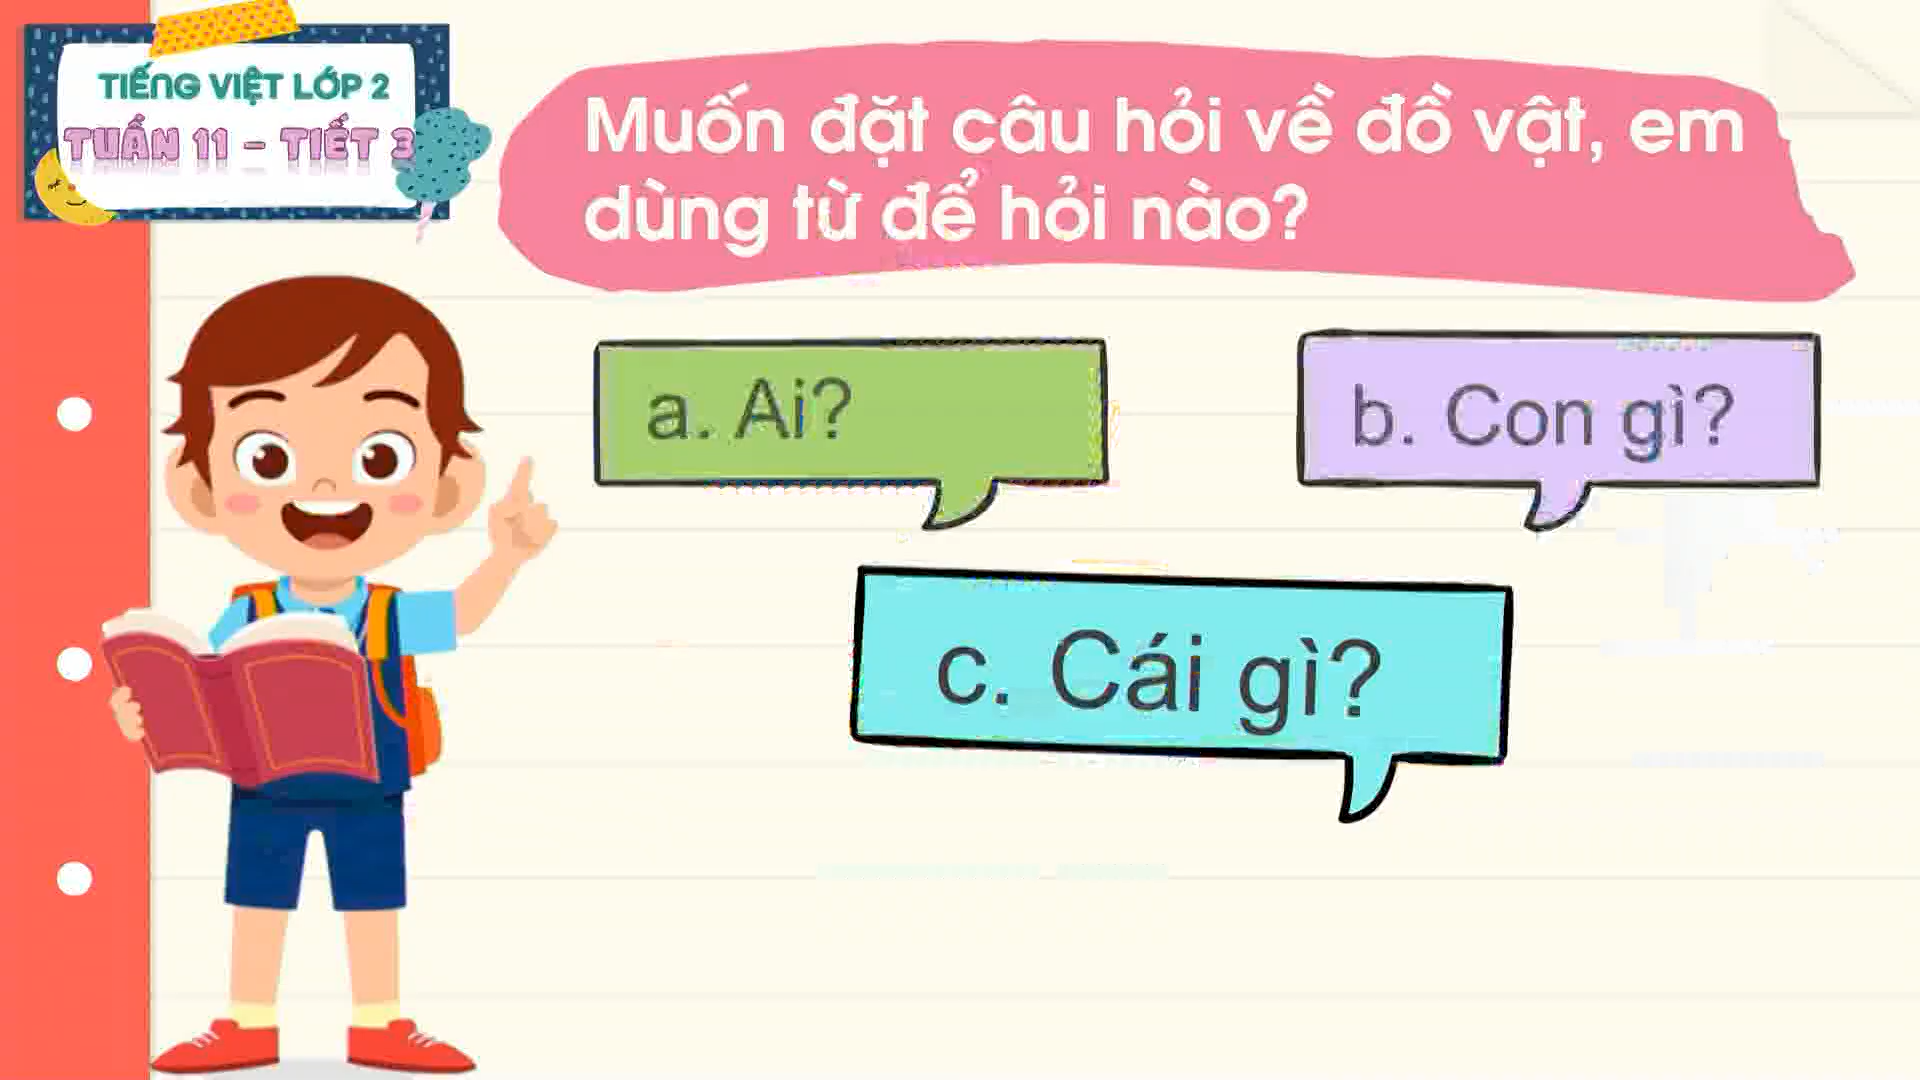 TIẾNG VIỆT LỚP 2
TUẦN 11 - TIẾT 3
Muốn đặt câu hỏi về đồ vật, em
dùng từ để hỏi nào?
a. Ai?
b. Con gì?
c. Cái gì?